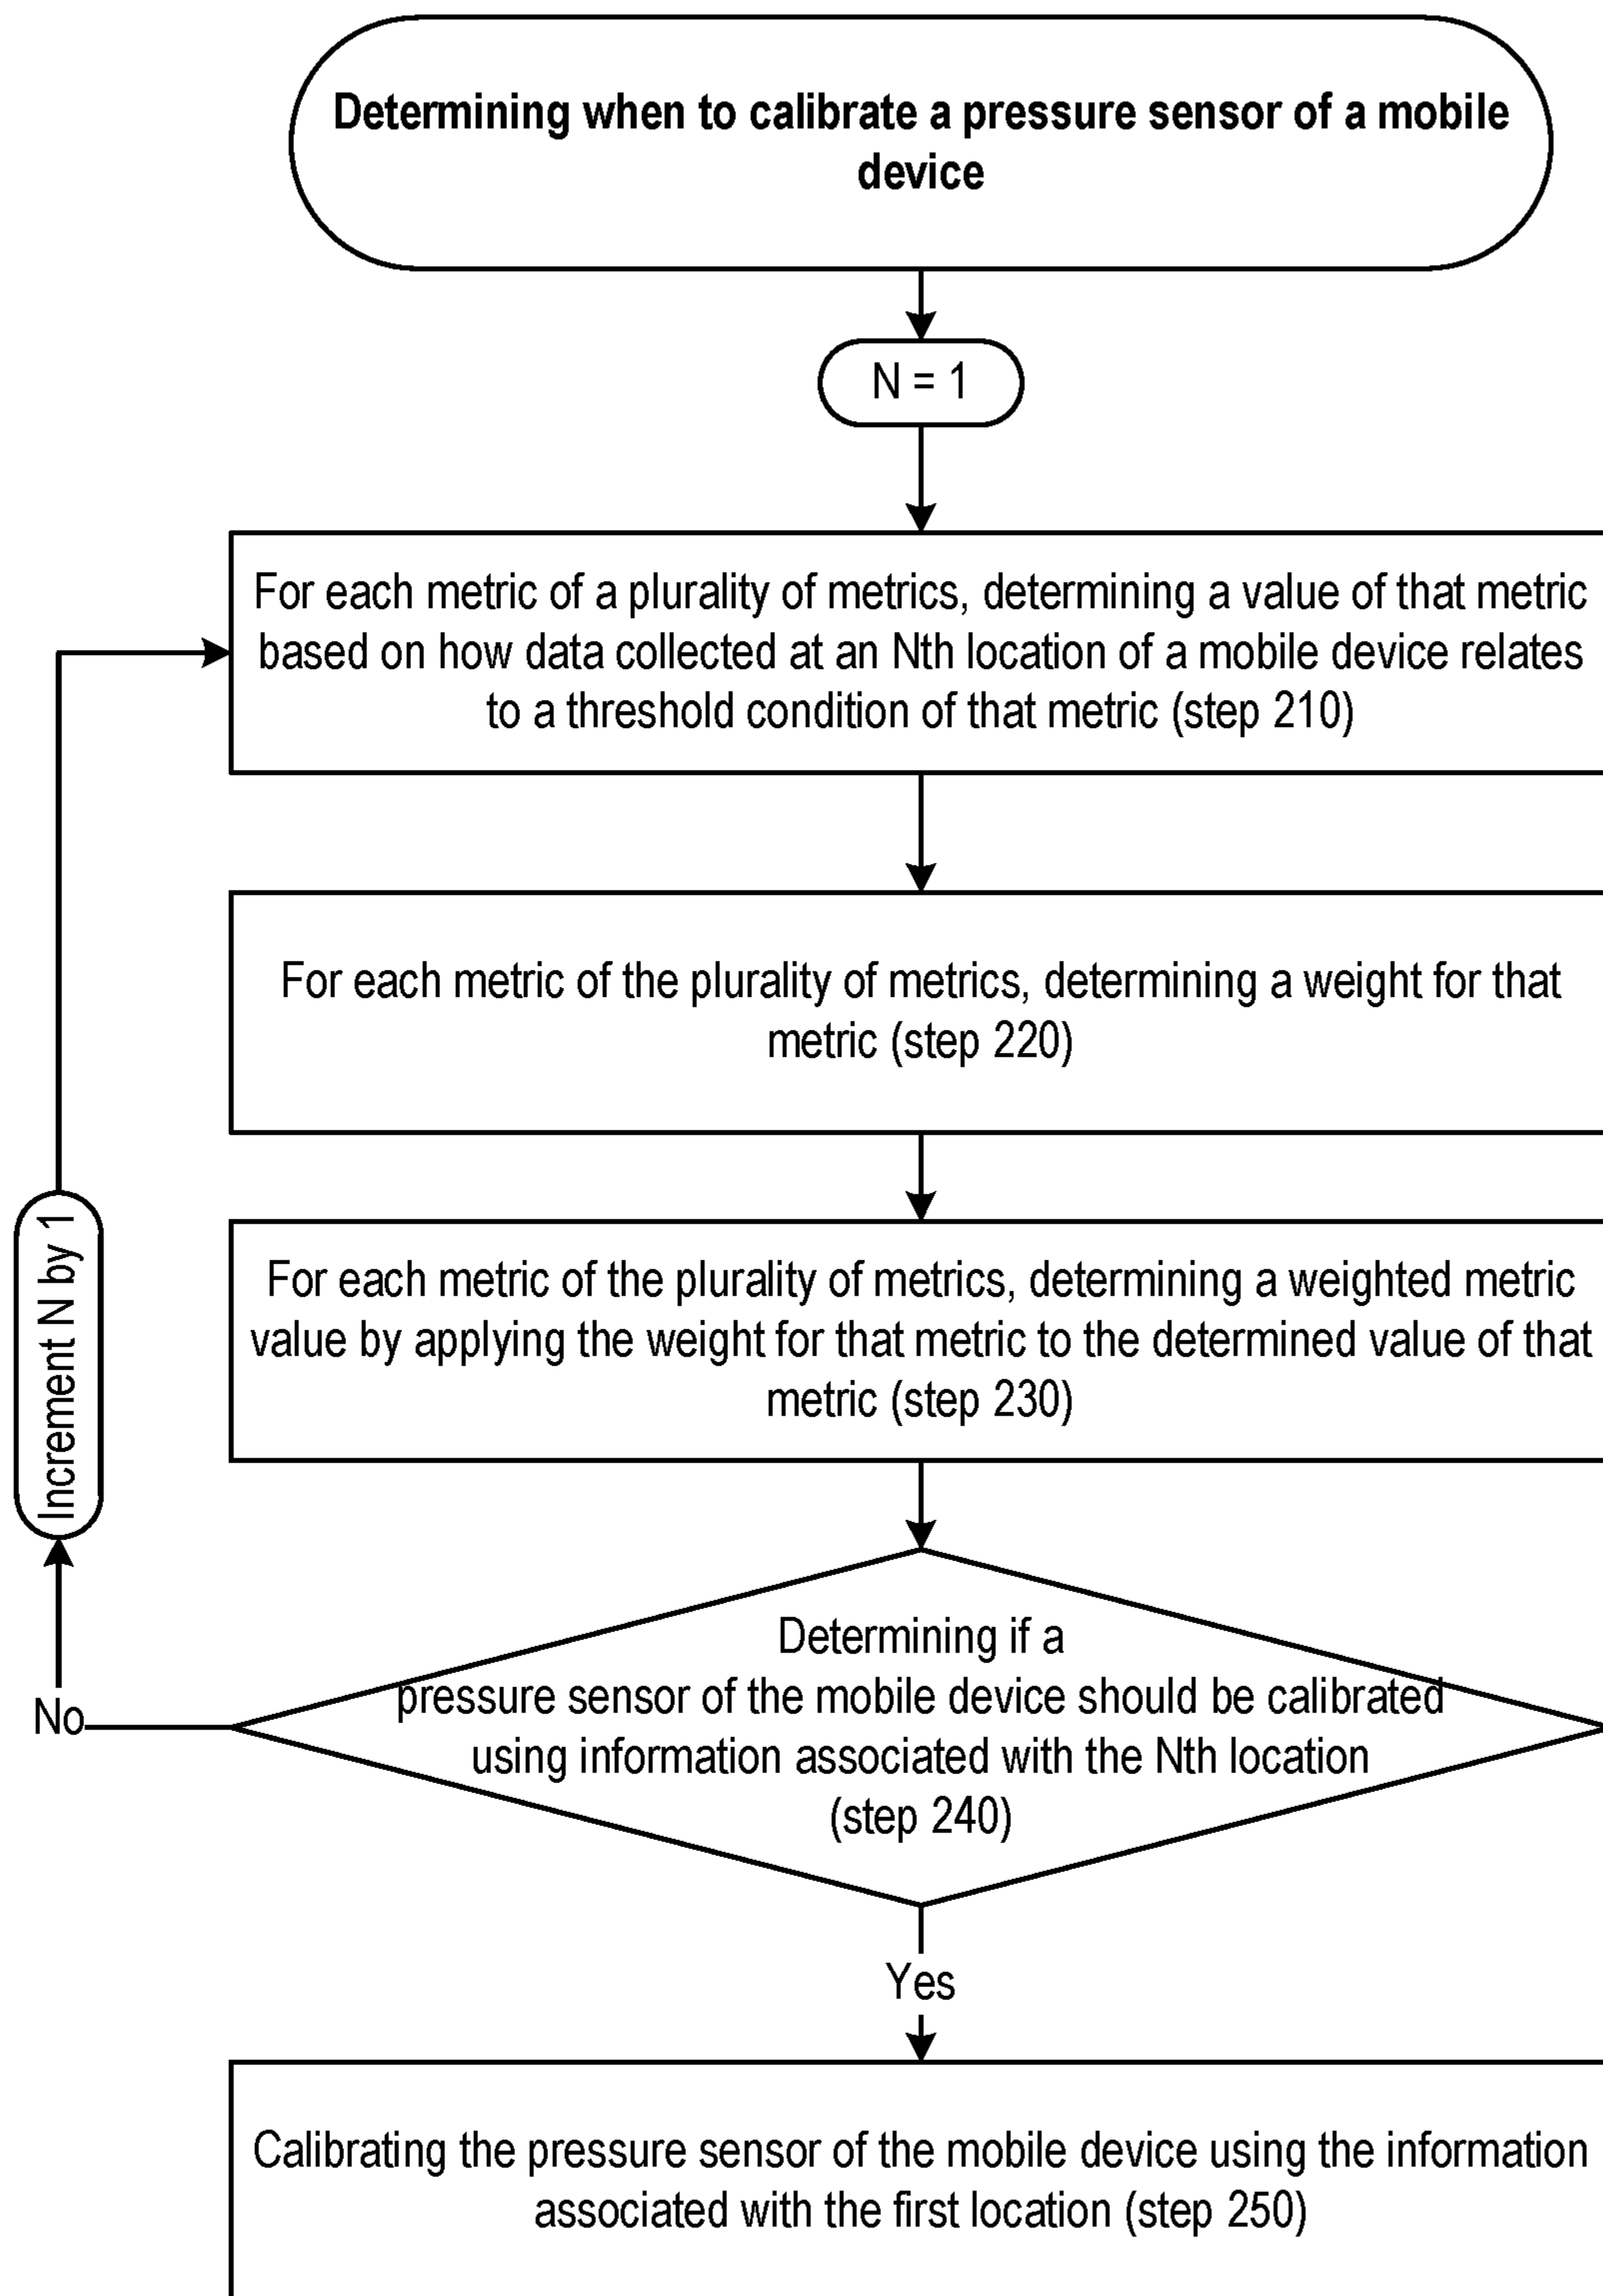 Determining when to calibrate a pressure sensor of a mobile
device
N = 1
For each metric of a plurality of metrics, determining a value of that metric
based on how data collected at an Nth location of a mobile device relates
to a threshold condition of that metric (step 210)
For each metric of the plurality of metrics, determining a weight for that
metric (step 220)
For each metric of the plurality of metrics, determining a weighted metric
value by applying the weight for that metric to the determined value of that
metric (step 230)
Increment N by 1
Determining if a
pressure sensor of the mobile device should be calibrated
using information associated with the Nth location
(step 240)
No
Yes
Calibrating the pressure sensor of the mobile device using the information
associated with the first location (step 250)